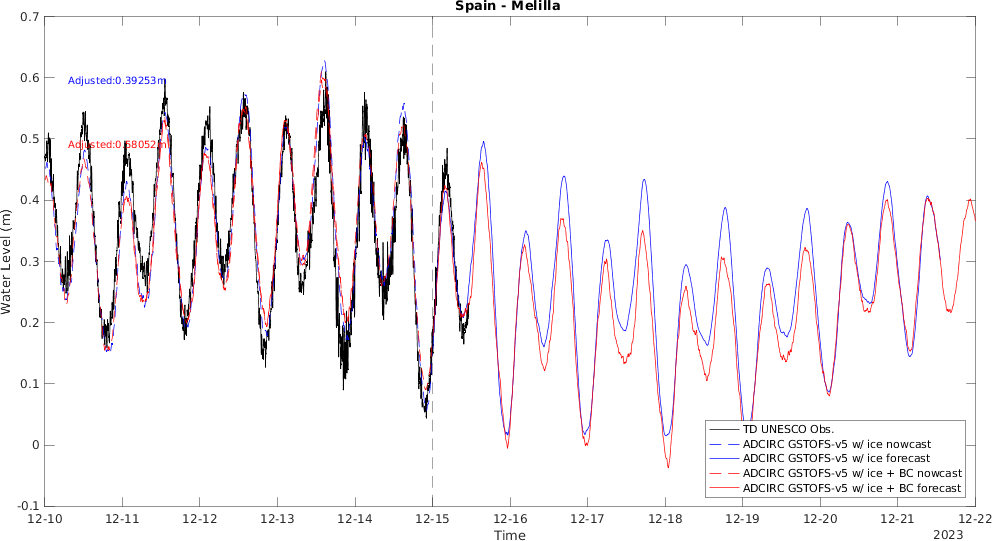 Spain - Melilla
0.7
0.6
0.5
0.4
0.3
0.2
0.1
0
-0.1
Water Level (m)
Adjusted:0.39253m
Adjusted:0.68052m
TD UNESCO Obs.
ADCIRC GSTOFS-v5 w/ ice nowcast
ADCIRC GSTOFS-v5 w/ ice forecast
ADCIRC GSTOFS-v5 w/ ice + BC nowcast
ADCIRC GSTOFS-v5 w/ ice + BC forecast
12-10 12-11 12-12 12-13 12-14 12-15 12-16 12-17 12-18 12-19 12-20 12-21 12-22
Time
2023